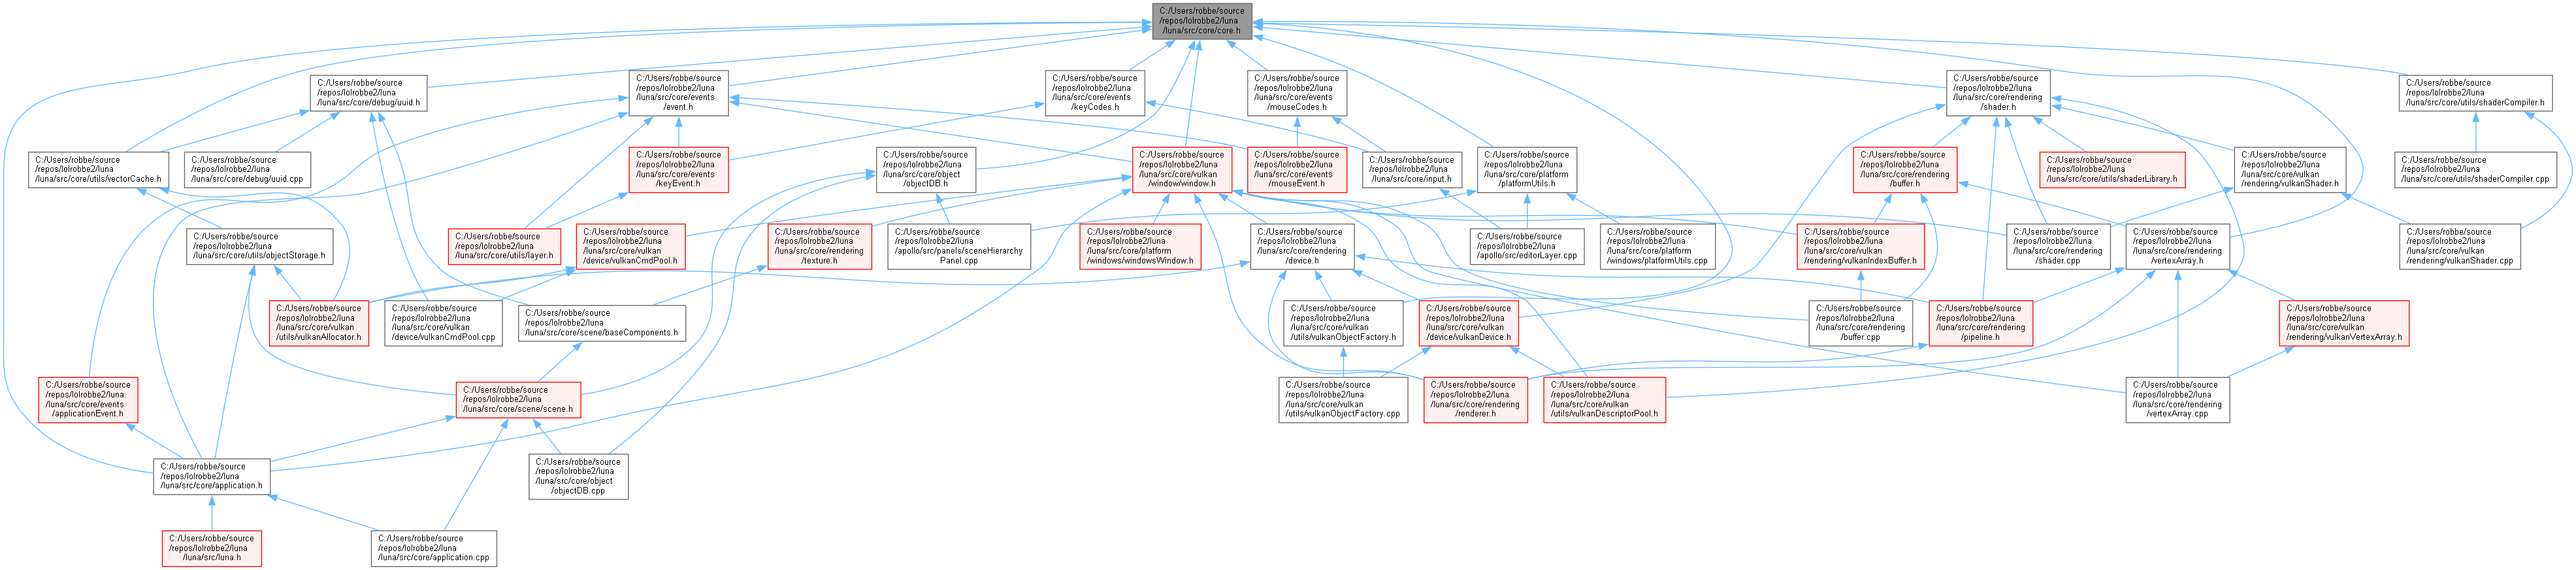 C:/Users/robbe/source
/repos/lolrobbe2/luna
/luna/src/core/core.h
C:/Users/robbe/source
/repos/lolrobbe2/luna
/luna/src/core/debug/uuid.h
C:/Users/robbe/source
/repos/lolrobbe2/luna
/luna/src/core/events
/event.h
C:/Users/robbe/source
/repos/lolrobbe2/luna
/luna/src/core/events
/keyCodes.h
C:/Users/robbe/source
/repos/lolrobbe2/luna
/luna/src/core/events
/mouseCodes.h
C:/Users/robbe/source
/repos/lolrobbe2/luna
/luna/src/core/rendering
/shader.h
C:/Users/robbe/source
/repos/lolrobbe2/luna
/luna/src/core/utils/shaderCompiler.h
C:/Users/robbe/source
/repos/lolrobbe2/luna
/luna/src/core/utils/vectorCache.h
C:/Users/robbe/source
/repos/lolrobbe2/luna
/luna/src/core/debug/uuid.cpp
C:/Users/robbe/source
/repos/lolrobbe2/luna
/luna/src/core/events
/keyEvent.h
C:/Users/robbe/source
/repos/lolrobbe2/luna
/luna/src/core/object
/objectDB.h
C:/Users/robbe/source
/repos/lolrobbe2/luna
/luna/src/core/vulkan
/window/window.h
C:/Users/robbe/source
/repos/lolrobbe2/luna
/luna/src/core/events
/mouseEvent.h
C:/Users/robbe/source
/repos/lolrobbe2/luna
/luna/src/core/input.h
C:/Users/robbe/source
/repos/lolrobbe2/luna
/luna/src/core/platform
/platformUtils.h
C:/Users/robbe/source
/repos/lolrobbe2/luna
/luna/src/core/rendering
/buffer.h
C:/Users/robbe/source
/repos/lolrobbe2/luna
/luna/src/core/utils/shaderLibrary.h
C:/Users/robbe/source
/repos/lolrobbe2/luna
/luna/src/core/vulkan
/rendering/vulkanShader.h
C:/Users/robbe/source
/repos/lolrobbe2/luna
/luna/src/core/utils/shaderCompiler.cpp
C:/Users/robbe/source
/repos/lolrobbe2/luna
/luna/src/core/utils/objectStorage.h
C:/Users/robbe/source
/repos/lolrobbe2/luna
/luna/src/core/utils/layer.h
C:/Users/robbe/source
/repos/lolrobbe2/luna
/luna/src/core/vulkan
/device/vulkanCmdPool.h
C:/Users/robbe/source
/repos/lolrobbe2/luna
/luna/src/core/rendering
/texture.h
C:/Users/robbe/source
/repos/lolrobbe2/luna
/apollo/src/panels/sceneHierarchy
Panel.cpp
C:/Users/robbe/source
/repos/lolrobbe2/luna
/luna/src/core/platform
/windows/windowsWindow.h
C:/Users/robbe/source
/repos/lolrobbe2/luna
/luna/src/core/rendering
/device.h
C:/Users/robbe/source
/repos/lolrobbe2/luna
/apollo/src/editorLayer.cpp
C:/Users/robbe/source
/repos/lolrobbe2/luna
/luna/src/core/platform
/windows/platformUtils.cpp
C:/Users/robbe/source
/repos/lolrobbe2/luna
/luna/src/core/vulkan
/rendering/vulkanIndexBuffer.h
C:/Users/robbe/source
/repos/lolrobbe2/luna
/luna/src/core/rendering
/shader.cpp
C:/Users/robbe/source
/repos/lolrobbe2/luna
/luna/src/core/rendering
/vertexArray.h
C:/Users/robbe/source
/repos/lolrobbe2/luna
/luna/src/core/vulkan
/rendering/vulkanShader.cpp
C:/Users/robbe/source
/repos/lolrobbe2/luna
/luna/src/core/vulkan
/utils/vulkanAllocator.h
C:/Users/robbe/source
/repos/lolrobbe2/luna
/luna/src/core/vulkan
/device/vulkanCmdPool.cpp
C:/Users/robbe/source
/repos/lolrobbe2/luna
/luna/src/core/scene/baseComponents.h
C:/Users/robbe/source
/repos/lolrobbe2/luna
/luna/src/core/vulkan
/utils/vulkanObjectFactory.h
C:/Users/robbe/source
/repos/lolrobbe2/luna
/luna/src/core/vulkan
/device/vulkanDevice.h
C:/Users/robbe/source
/repos/lolrobbe2/luna
/luna/src/core/rendering
/buffer.cpp
C:/Users/robbe/source
/repos/lolrobbe2/luna
/luna/src/core/rendering
/pipeline.h
C:/Users/robbe/source
/repos/lolrobbe2/luna
/luna/src/core/vulkan
/rendering/vulkanVertexArray.h
C:/Users/robbe/source
/repos/lolrobbe2/luna
/luna/src/core/events
/applicationEvent.h
C:/Users/robbe/source
/repos/lolrobbe2/luna
/luna/src/core/scene/scene.h
C:/Users/robbe/source
/repos/lolrobbe2/luna
/luna/src/core/vulkan
/utils/vulkanObjectFactory.cpp
C:/Users/robbe/source
/repos/lolrobbe2/luna
/luna/src/core/rendering
/renderer.h
C:/Users/robbe/source
/repos/lolrobbe2/luna
/luna/src/core/vulkan
/utils/vulkanDescriptorPool.h
C:/Users/robbe/source
/repos/lolrobbe2/luna
/luna/src/core/rendering
/vertexArray.cpp
C:/Users/robbe/source
/repos/lolrobbe2/luna
/luna/src/core/application.h
C:/Users/robbe/source
/repos/lolrobbe2/luna
/luna/src/core/object
/objectDB.cpp
C:/Users/robbe/source
/repos/lolrobbe2/luna
/luna/src/luna.h
C:/Users/robbe/source
/repos/lolrobbe2/luna
/luna/src/core/application.cpp